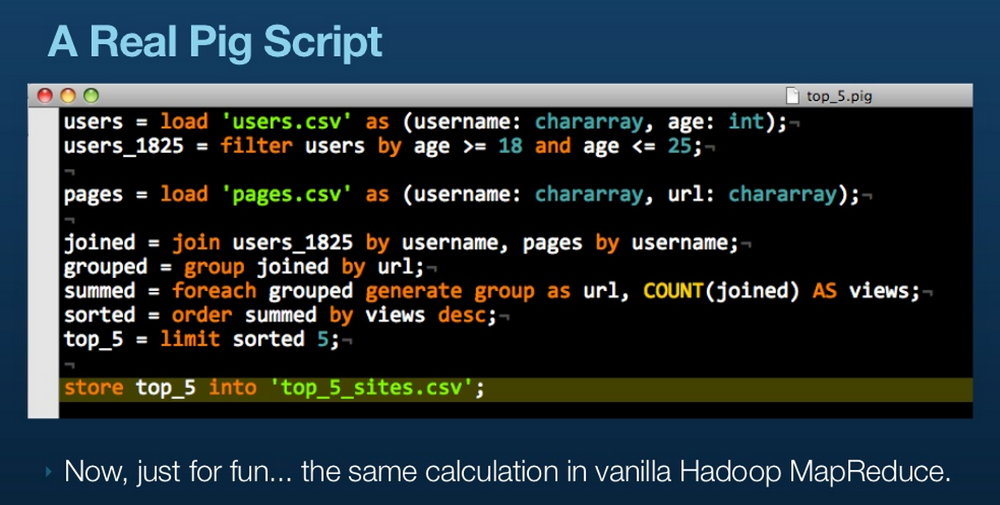 A Real Pig Script
top_5.pig
users = load 'users.csv' as (username: chararray, age: int);¬
users_1825 = filter users by age >= 18 and age <= 25;¬
¬
pages = load 'pages.csv' as (username: chararray, url: chararray);¬
¬
joined = join users_1825 by username, pages by username;¬
grouped = group joined by url;¬
summed = foreach grouped generate group as url, COUNT(joined) AS views;¬
sorted = order summed by views desc;¬
top_5 = limit sorted 5;¬
¬
store top_5 into 'top_5_sites.csv';
Now, just for fun... the same calculation in vanilla Hadoop MapReduce.